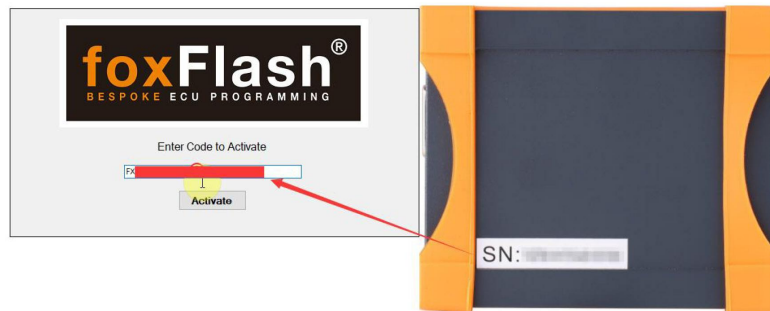 foxFlash®
BESPOKE ECU PROGRAMMING
Enter Code to Activate
FX
Activate
SN: